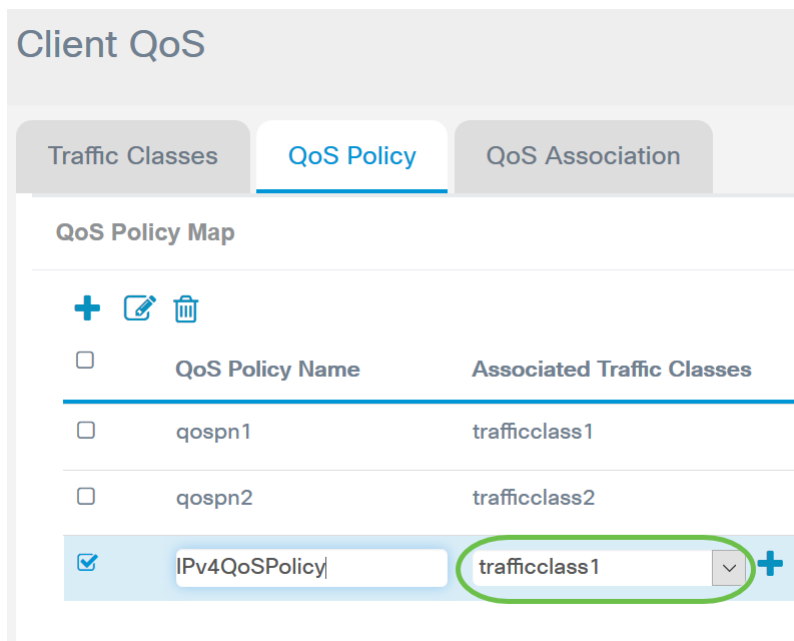 Client QoS
Traffic Classes QoS Policy QoS Association
QoS Policy Map
QoS Policy Name Associated Traffic Classes
qospn1 trafficclass1
qospn2 trafficclass2
IPv4QoSPolicy trafficclass1